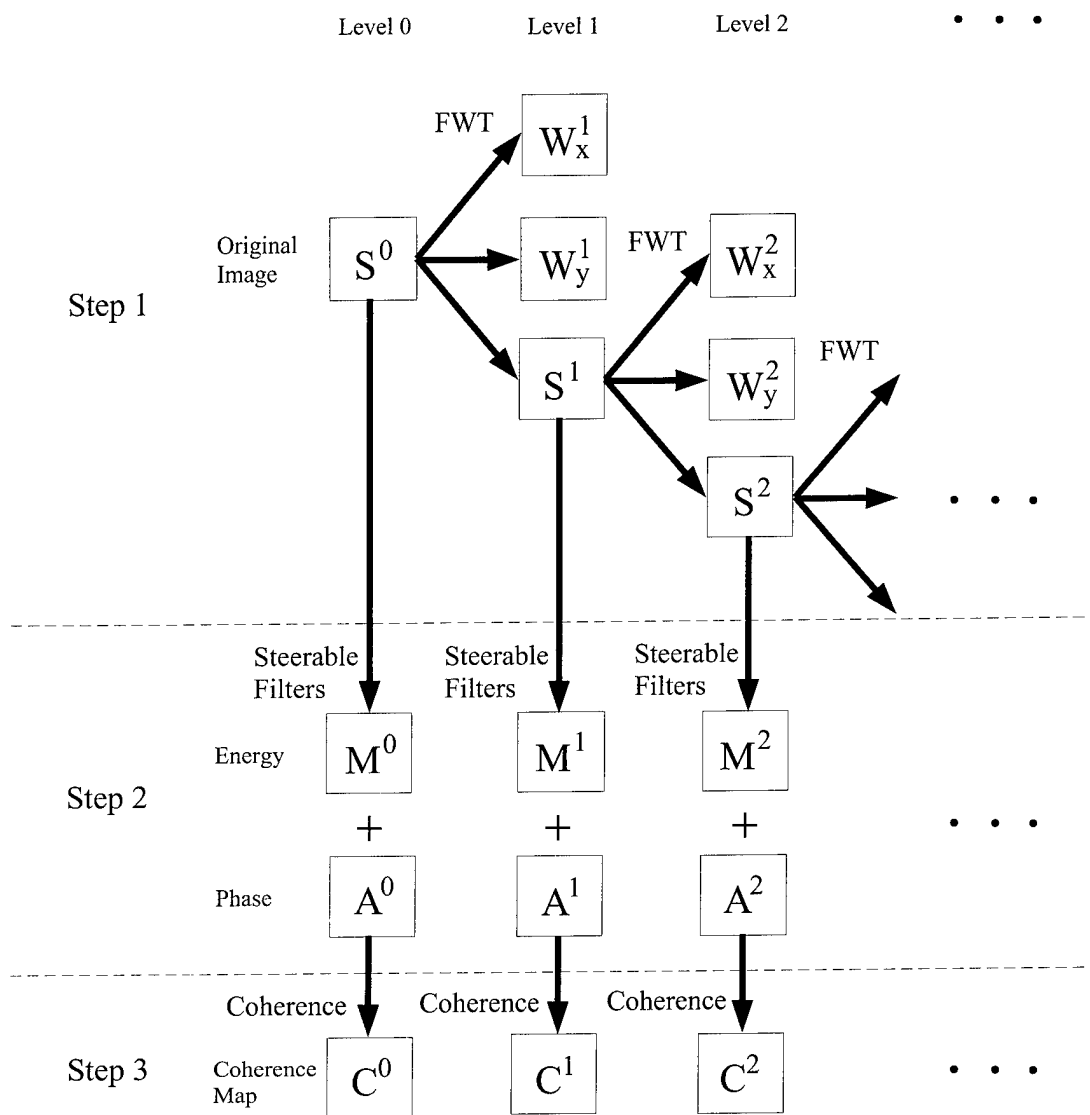 Level 0 Level 1 Level 2 • • •
FWT W_x^1
Original Image S^0 W_y^1 FWT W_x^2
Step 1
S^1 W_y^2 FWT
S^2 • • •
Steerable Filters Steerable Filters Steerable Filters
Energy M^0 M^1 M^2
Step 2 + + + • • •
Phase A^0 A^1 A^2
Coherence Coherence Coherence
Step 3 Coherence Map C^0 C^1 C^2 • • •